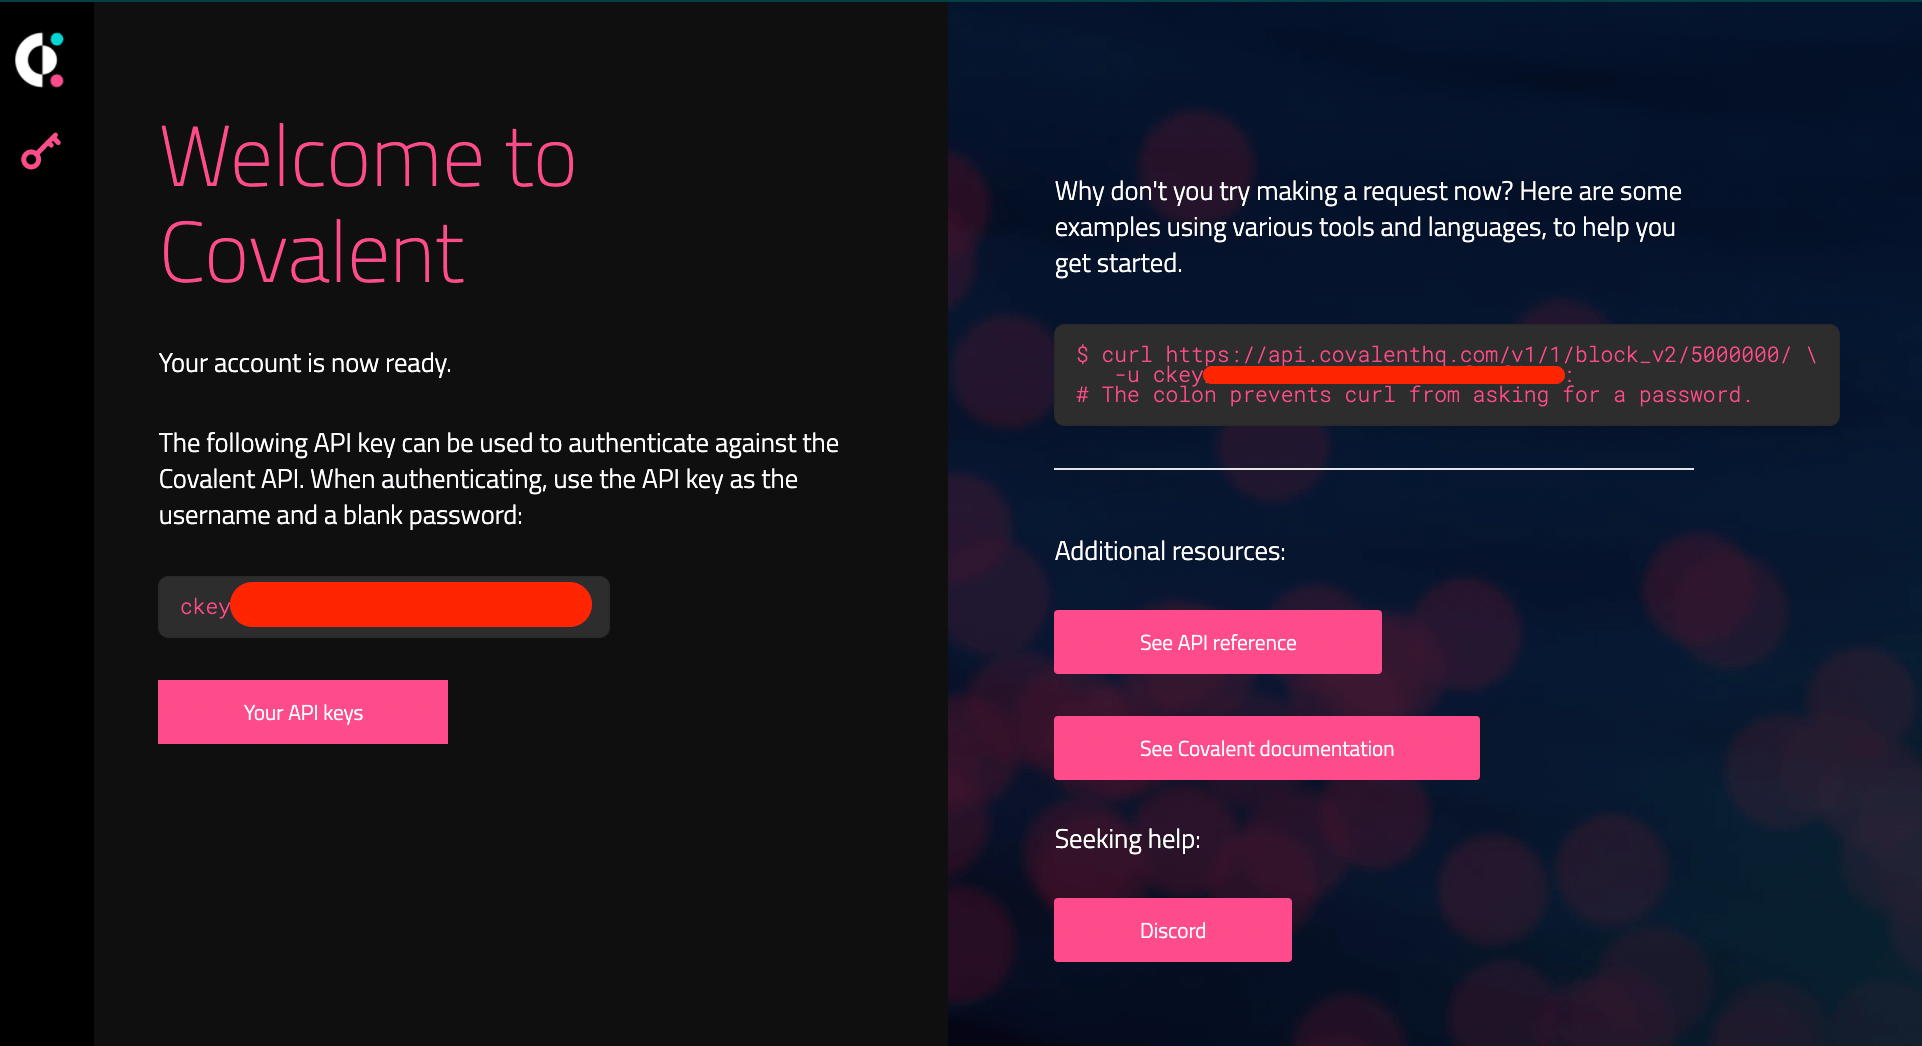 Welcome to
Covalent
Your account is now ready.
The following API key can be used to authenticate against the
Covalent API. When authenticating, use the API key as the
username and a blank password:
ckey
Your API keys
Why don't you try making a request now? Here are some
examples using various tools and languages, to help you
get started.
$ curl https://api.covalenthq.com/v1/1/block_v2/5000000/ \
-u ckey:
# The colon prevents curl from asking for a password.
Additional resources:
See API reference
See Covalent documentation
Seeking help:
Discord